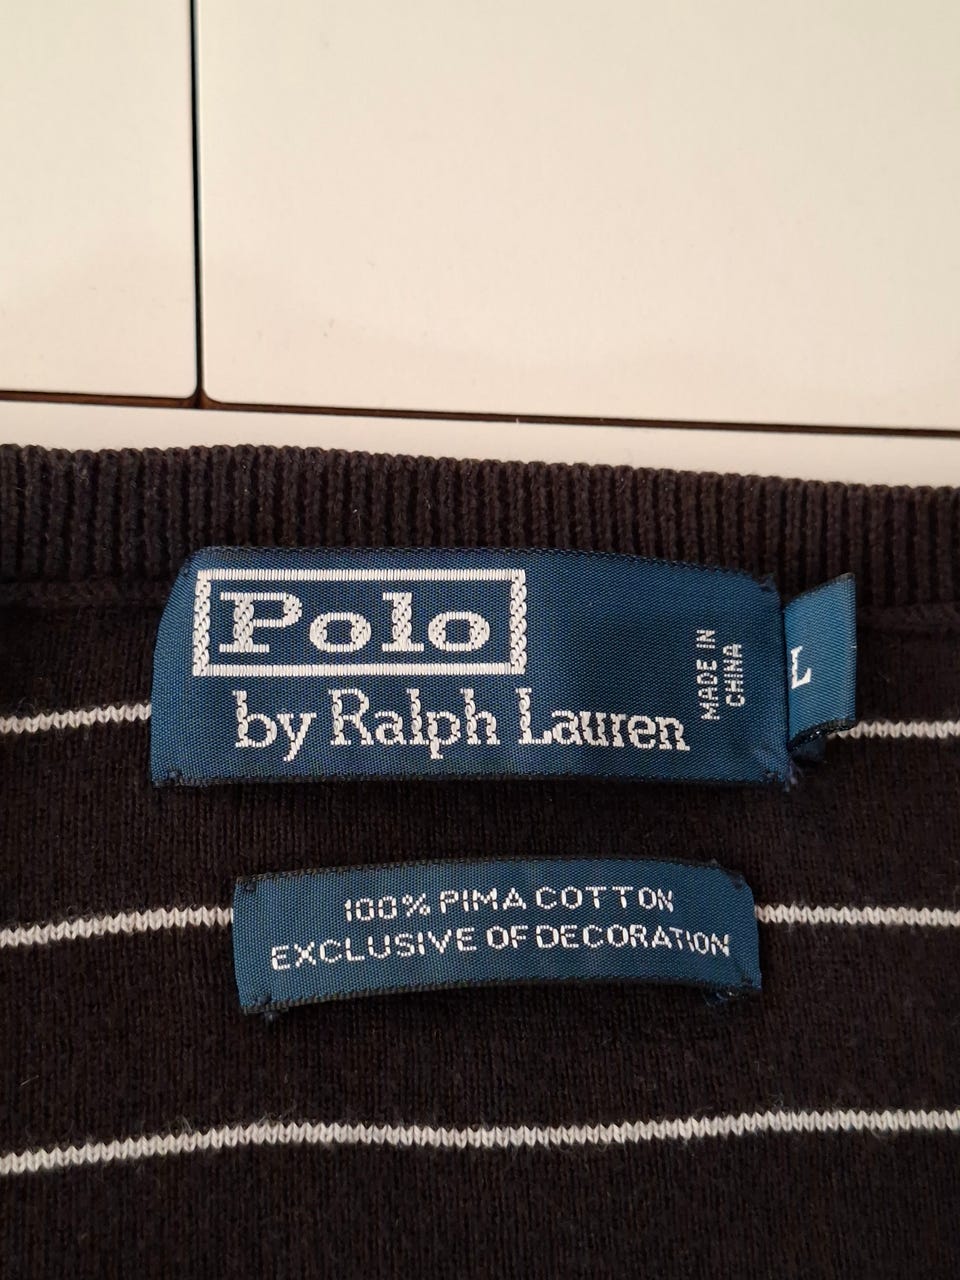 Polo
by Ralph Lauren
MADE IN
CHINA
L
100% PIMA COTTON
EXCLUSIVE OF DECORATION